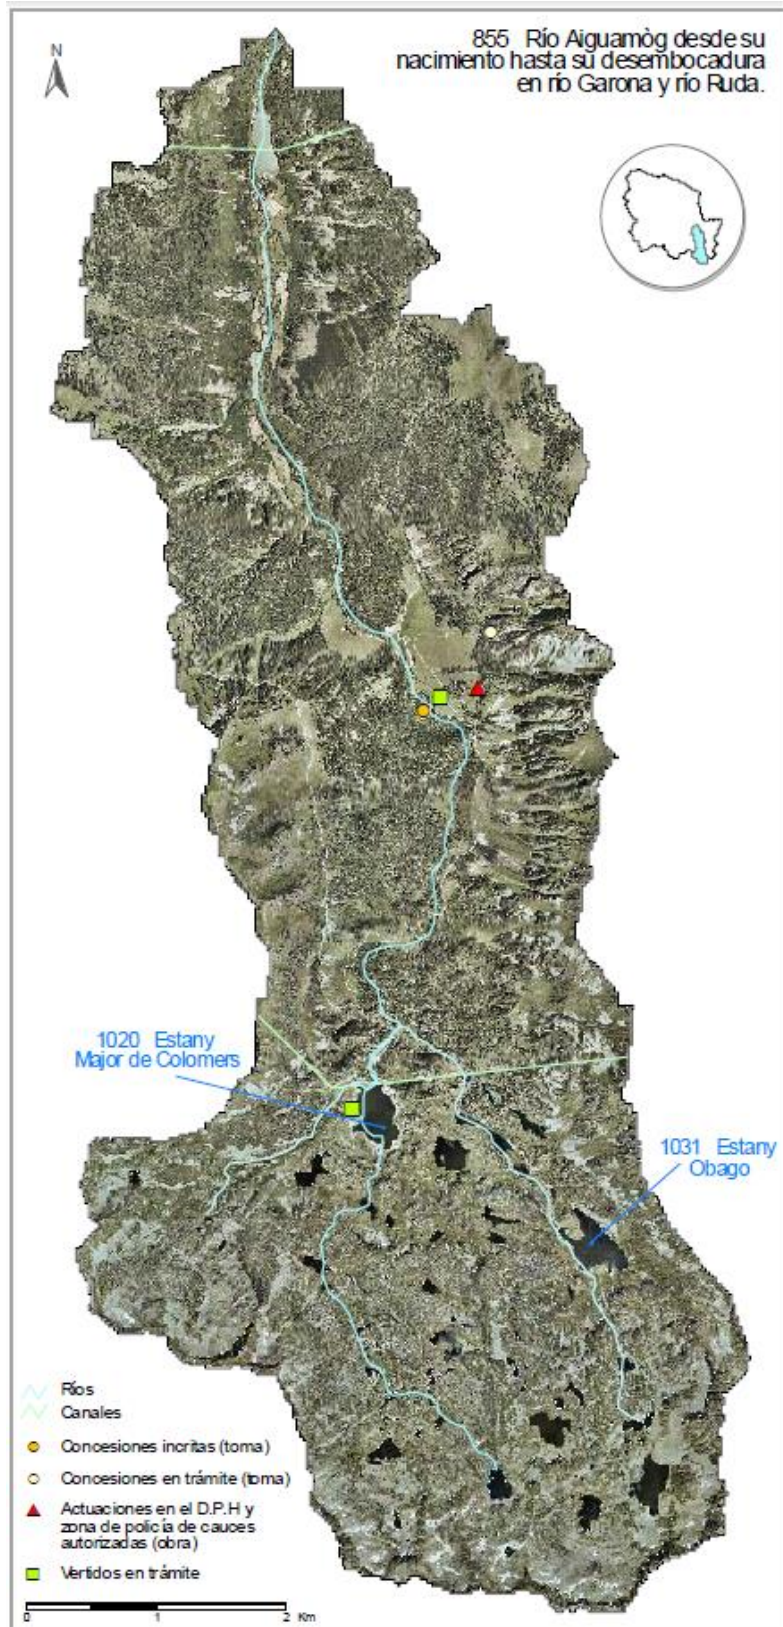 N
855 Río Aiguamòg desde su
nacimiento hasta su desembocadura
en río Garona y río Ruda.
1020 Estany
Major de Colomers
1031 Estany
Obago
Ríos
Canales
Concesiones incritas (toma)
Concesiones en trámite (toma)
Actuaciones en el D.P.H y
zona de policía de cauces
autorizadas (obra)
Vertidos en trámite
0 1 2 Km